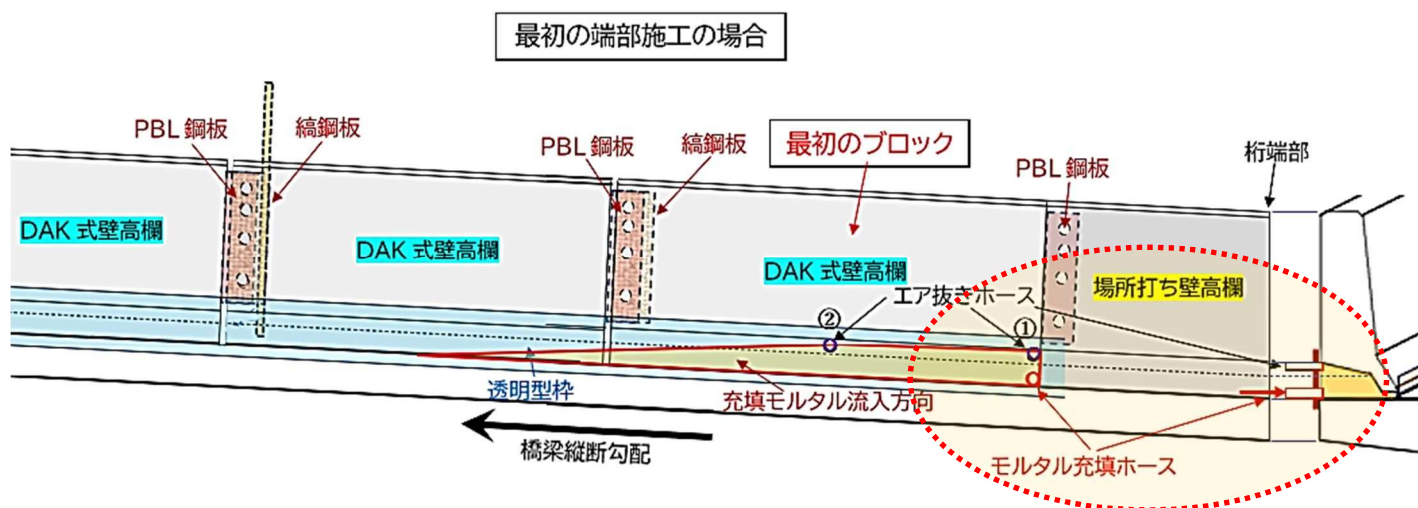 最初の端部施工の場合
PBL 鋼板
縞鋼板
PBL 鋼板
縞鋼板
最初のブロック
PBL 鋼板
桁端部
DAK 式壁高欄
DAK 式壁高欄
DAK 式壁高欄
場所打ち壁高欄
エア抜きホース
②
①
透明型枠
充填モルタル流入方向
橋梁縦断勾配
モルタル充填ホース